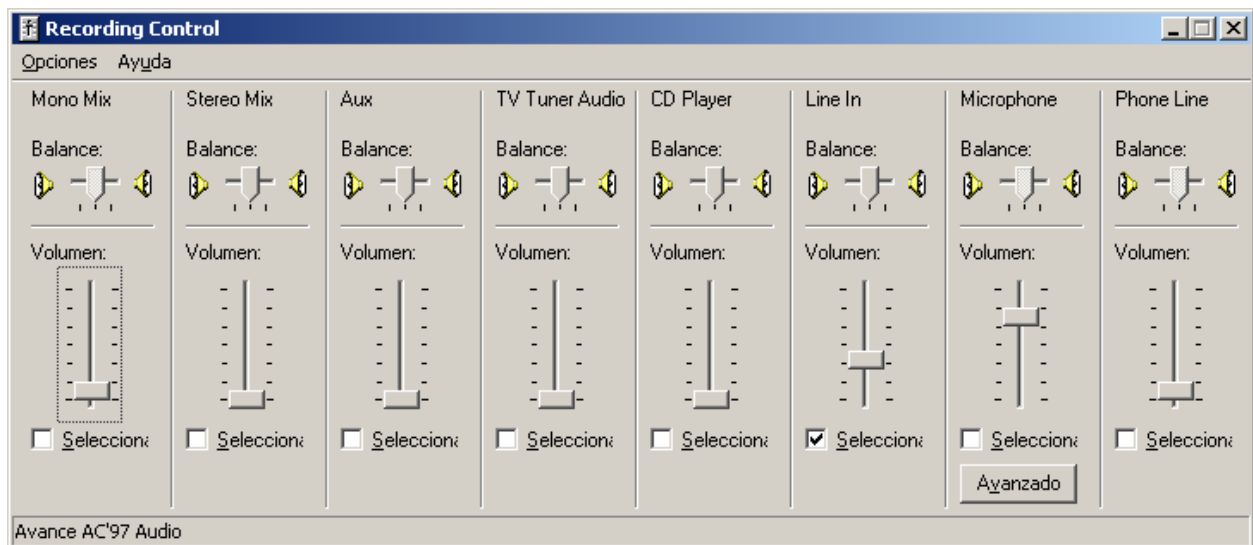 Recording Control
Opciones Ayuda
Mono Mix Stereo Mix Aux TV Tuner Audio CD Player Line In Microphone Phone Line
Balance: Balance: Balance: Balance: Balance: Balance: Balance: Balance:
Volumen: Volumen: Volumen: Volumen: Volumen: Volumen: Volumen: Volumen:
Selecciona Selecciona Selecciona Selecciona Selecciona Selecciona Selecciona Selecciona
Avanzado
Avance AC'97 Audio